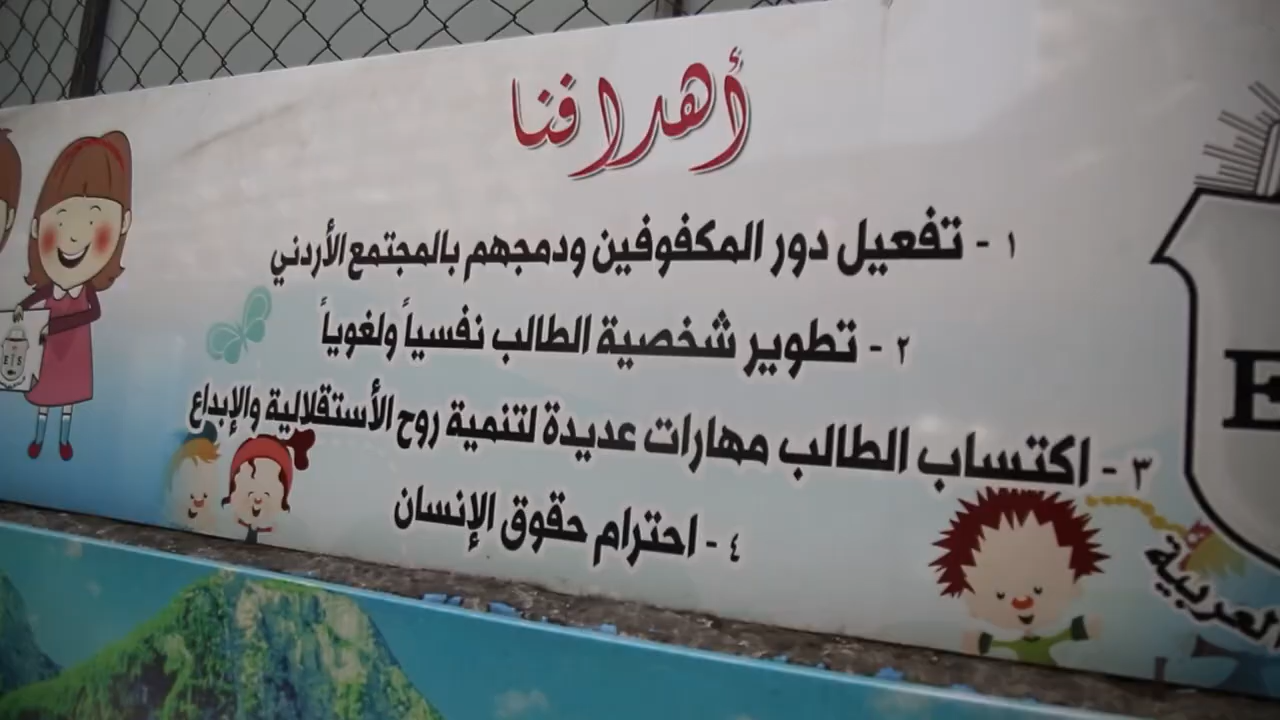 أهدافنا
١ - تفعيل دور المكفوفين ودمجهم بالمجتمع الأردني
٢ - تطوير شخصية الطالب نفسياً ولغوياً
٣ - اكتساب الطالب مهارات عديدة لتنمية روح الأستقلالية والإبداع
٤ - احترام حقوق الإنسان
E
العربية
E S